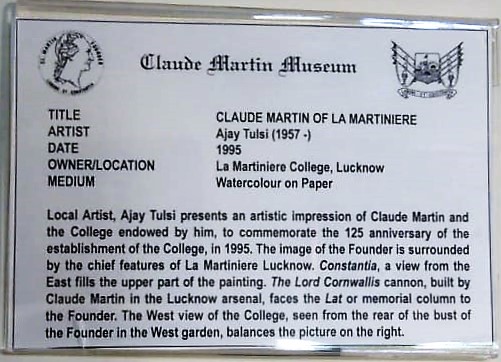 Claude Martin Museum
TITLE CLAUDE MARTIN OF LA MARTINIERE
ARTIST Ajay Tulsi (1957 -)
DATE 1995
OWNER/LOCATION La Martiniere College, Lucknow
MEDIUM Watercolour on Paper
Local Artist, Ajay Tulsi presents an artistic impression of Claude Martin and
the College endowed by him, to commemorate the 125 anniversary of the
establishment of the College, in 1995. The image of the Founder is surrounded
by the chief features of La Martiniere Lucknow. Constantia, a view from the
East fills the upper part of the painting. The Lord Cornwallis cannon, built by
Claude Martin in the Lucknow arsenal, faces the Lat or memorial column to
the Founder. The West view of the College, seen from the rear of the bust of
the Founder in the West garden, balances the picture on the right.